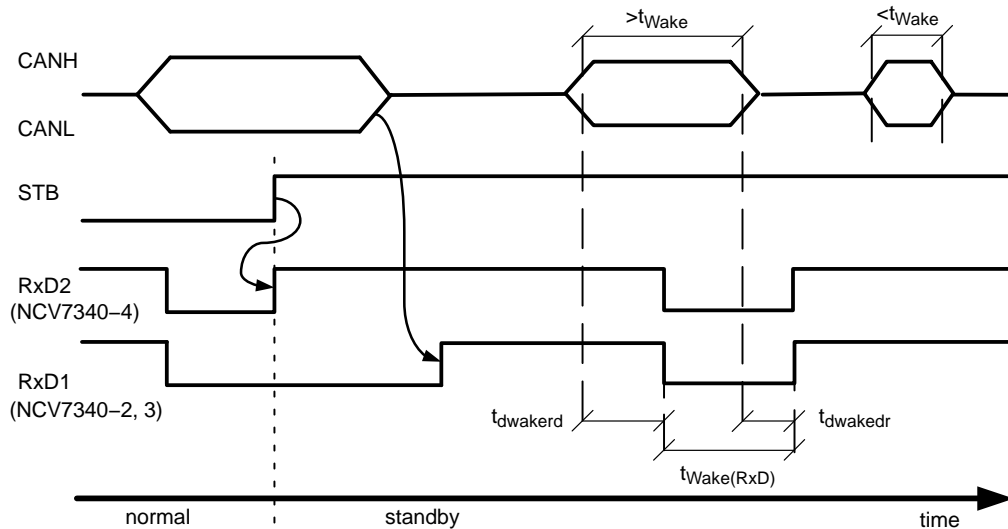 >tWake
<tWake
CANH
CANL
STB
RxD2
(NCV7340−4)
RxD1
(NCV7340−2, 3)
tdwakerd
tdwakedr
tWake(RxD)
normal
standby
time